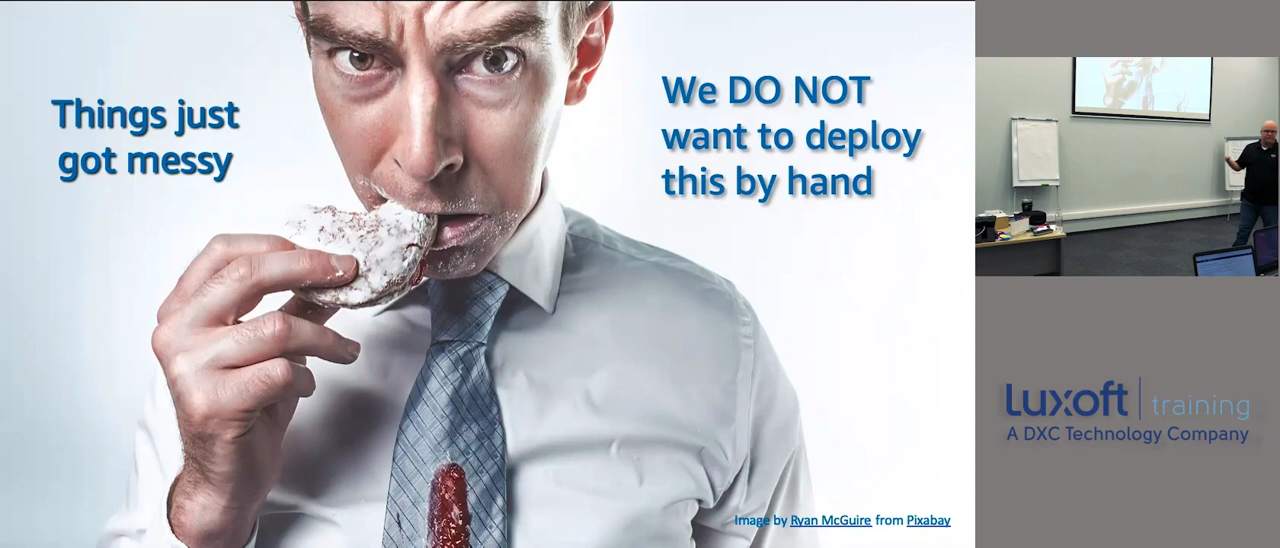 Things just
got messy
We DO NOT
want to deploy
this by hand
Image by Ryan McGuire from Pixabay
Luxoft training
A DXC Technology Company